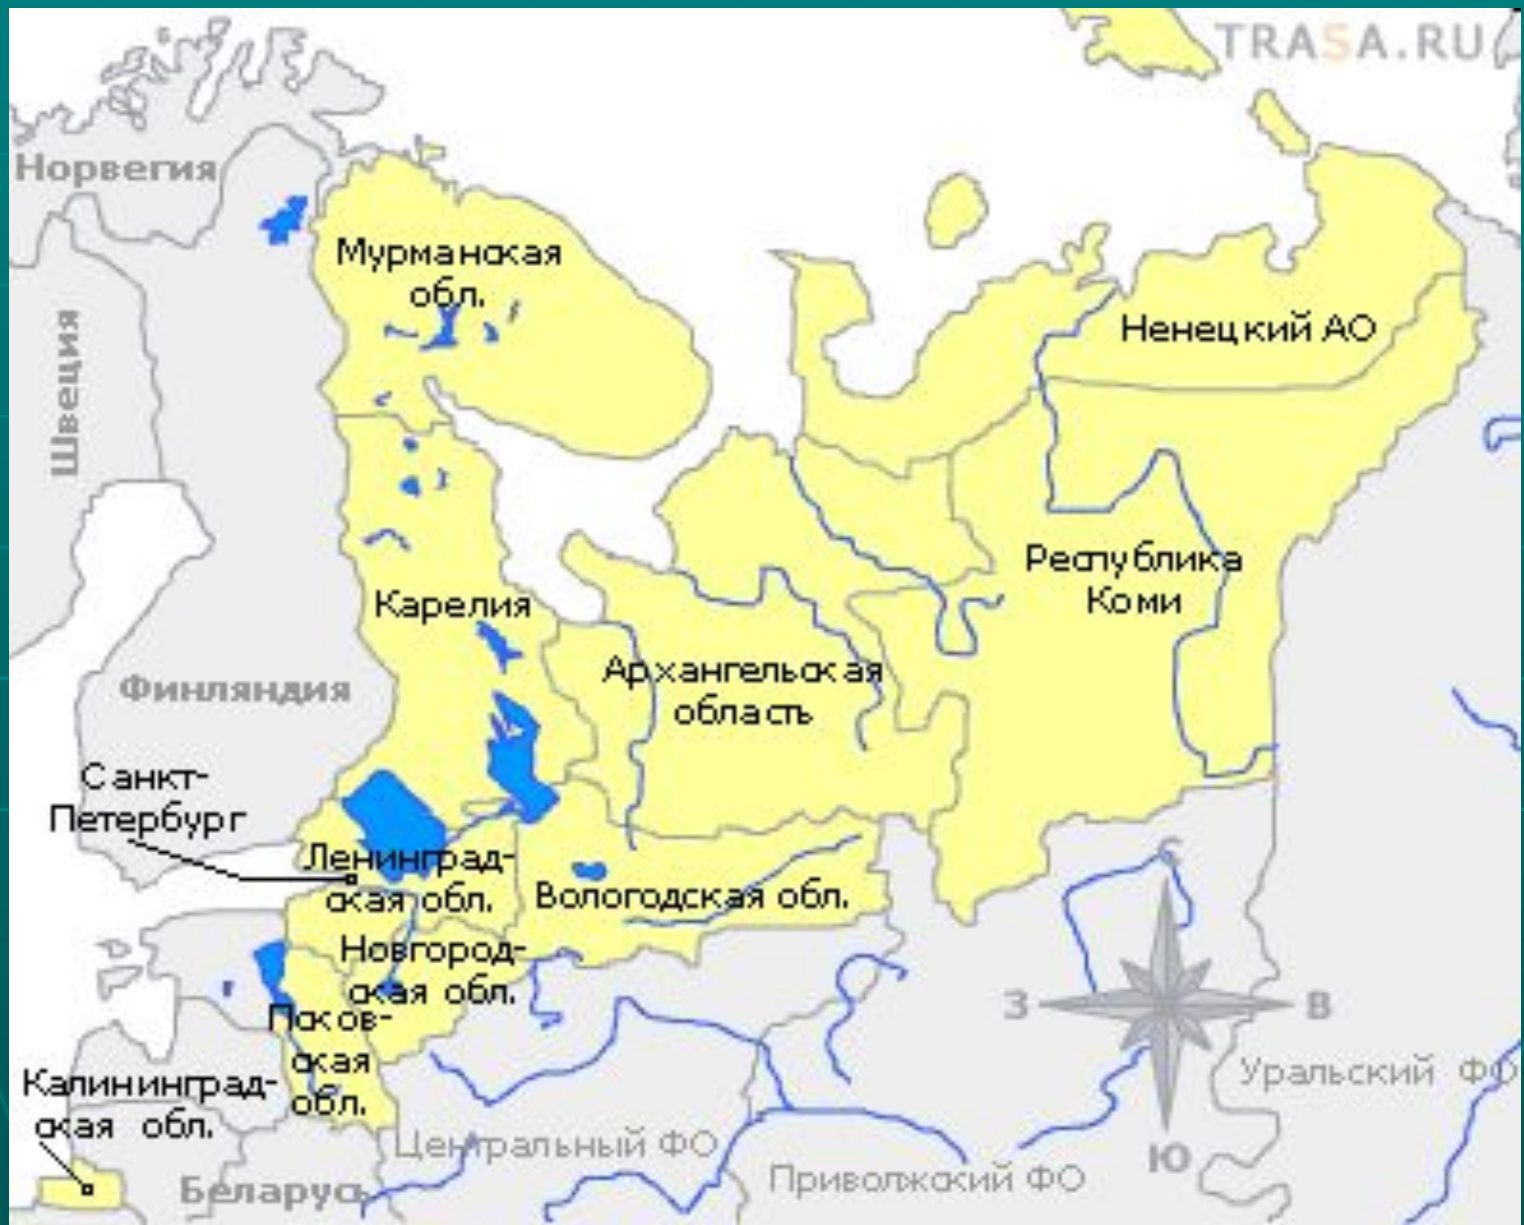 TRASA.RU
Норвегия
Мурманская
обл.
Швеция
Ненецкий АО
Республика
Коми
Карелия
Архангельская
область
Финляндия
Санкт-
Петербург
Ленинград-
ская обл.
Вологодская обл.
Новгород-
ская обл.
Псков-
ская
обл.
Калининград-
ская обл.
С
З
В
Ю
Уральский ФО
Центральный ФО
Приволжский ФО
Беларусь